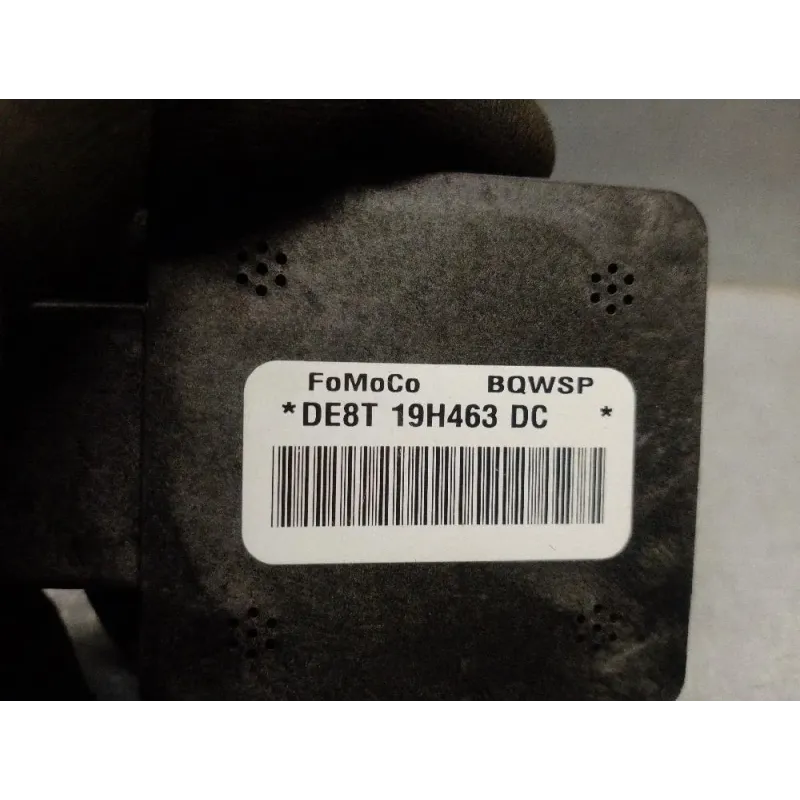 FoMoCo BQWSP
*DE8T 19H463 DC *